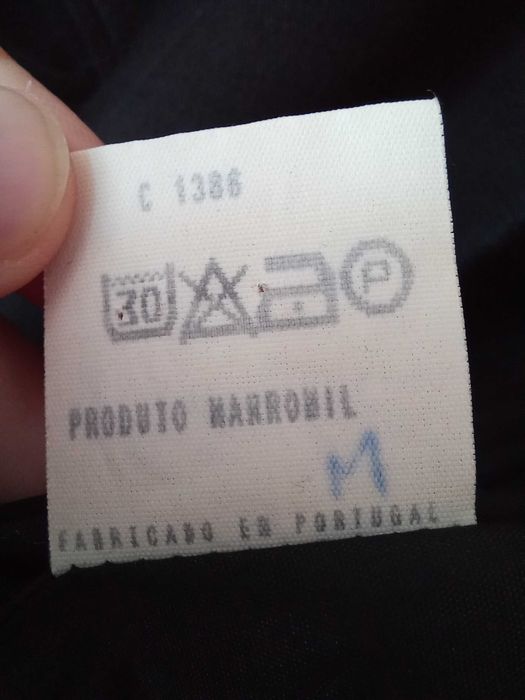 C 1386
30
P
PRODUTO MARROMIL
M
FABRICADO EM PORTUGAL